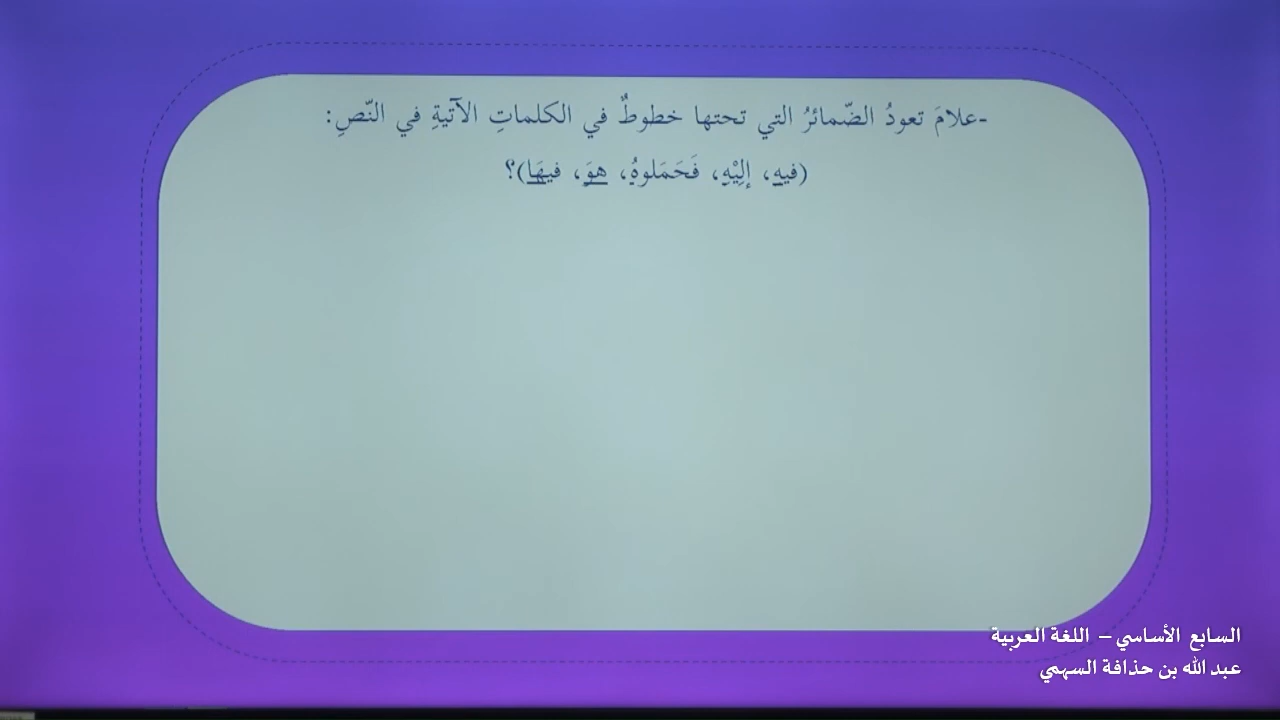 -علامَ تعودُ الضّمائرُ التي تحتها خطوطٌ في الكلماتِ الآتيةِ في النّصِ:
(فيهِ، إِلَيْهِ، فَحَمَلوهُ، هوَ، فيهَا)؟
السابع الأساسي – اللغة العربية
عبد الله بن حذافة السهمي